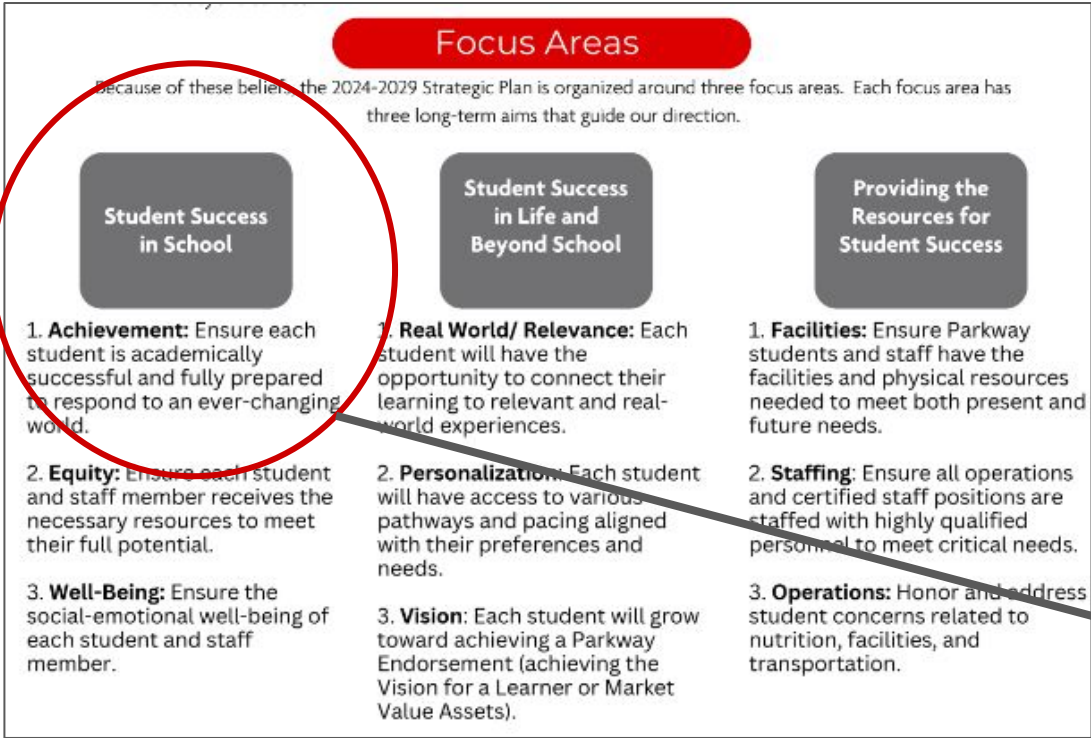 Focus Areas
Because of these beliefs, the 2024-2029 Strategic Plan is organized around three focus areas. Each focus area has
three long-term aims that guide our direction.
Student Success
in School
1. Achievement: Ensure each
student is academically
successful and fully prepared
to respond to an ever-changing
world.
2. Equity: Ensure each student
and staff member receives the
necessary resources to meet
their full potential.
3. Well-Being: Ensure the
social-emotional well-being of
each student and staff
member.
Student Success
in Life and
Beyond School
1. Real World/ Relevance: Each
student will have the
opportunity to connect their
learning to relevant and real-
world experiences.
2. Personalization: Each student
will have access to various
pathways and pacing aligned
with their preferences and
needs.
3. Vision: Each student will grow
toward achieving a Parkway
Endorsement (achieving the
Vision for a Learner or Market
Value Assets).
Providing the
Resources for
Student Success
1. Facilities: Ensure Parkway
students and staff have the
facilities and physical resources
needed to meet both present and
future needs.
2. Staffing: Ensure all operations
and certified staff positions are
staffed with highly qualified
personnel to meet critical needs.
3. Operations: Honor and address
student concerns related to
nutrition, facilities, and
transportation.